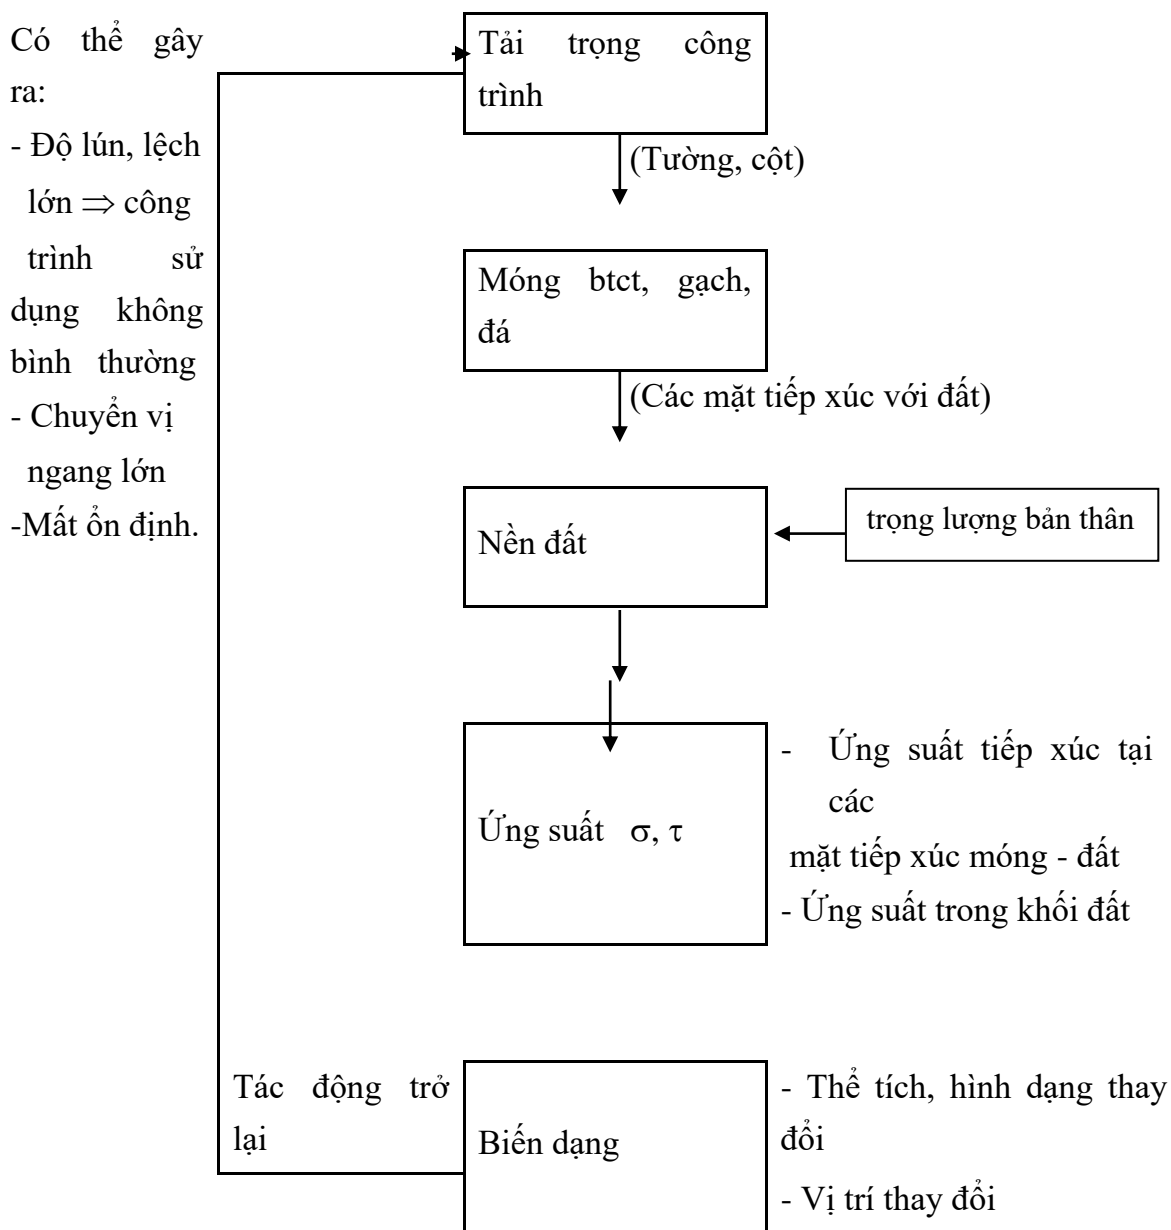 Có thể gây
ra:
- Độ lún, lệch
lớn ⇒ công
trình sử
dụng không
bình thường
- Chuyển vị
ngang lớn
-Mất ổn định.
Tải trọng công
trình
(Tường, cột)
Móng btct, gạch,
đá
(Các mặt tiếp xúc với đất)
Nền đất
trọng lượng bản thân
Ứng suất σ, τ
- Ứng suất tiếp xúc tại
các
mặt tiếp xúc móng - đất
- Ứng suất trong khối đất
Tác động trở
lại
Biến dạng
- Thể tích, hình dạng thay
đổi
- Vị trí thay đổi